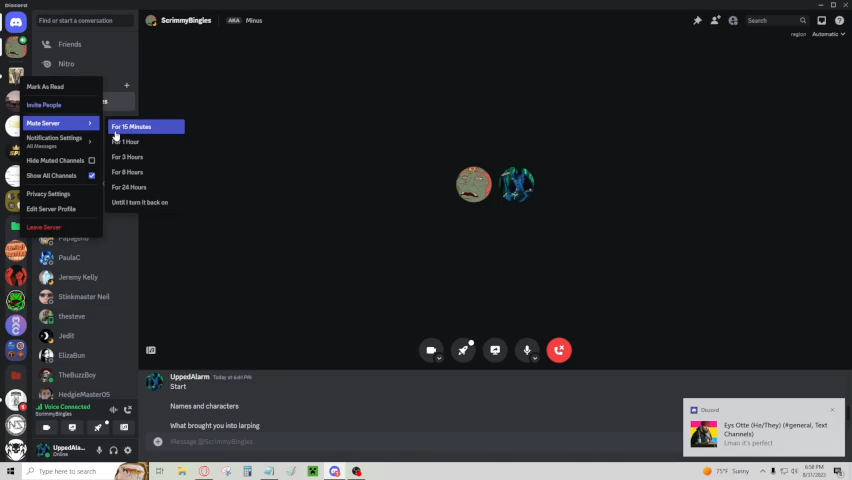 Discord
Find or start a conversation
ScrimmyBingles
AKA Minus
Search
region Automatic
Friends
Nitro
Mark As Read
Invite People
Mute Server
Notification Settings
All Messages
Hide Muted Channels
Show All Channels
Privacy Settings
Edit Server Profile
Leave Server
For 15 Minutes
For 1 Hour
For 3 Hours
For 8 Hours
For 24 Hours
Until I turn it back on
PaulaC
Jeremy Kelly
Stinkmaster Neil
thesteve
Jedit
ElizaBun
TheBuzzBoy
HedgieMaster05
Voice Connected
ScrimmyBingles
UppedAla...
Online
UppedAlarm Today at 6:41 PM
Start
Names and characters
What brought you into larping
Message @ScrimmyBingles
Discord
Eys Otte (He/They) (#general, Text
Channels)
Lmao it's perfect
Type here to search
75°F Sunny
6:58 PM
8/31/2023